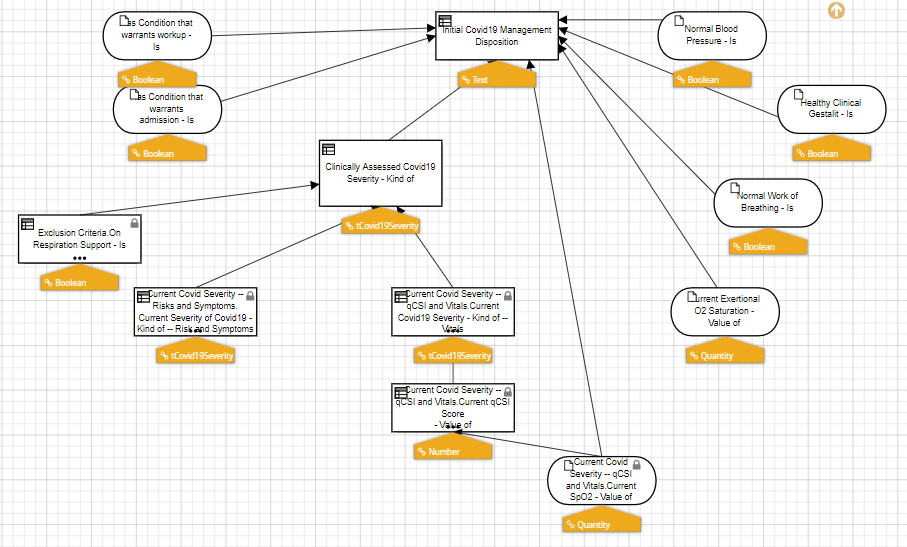 as Condition that
warrants workup -
Is
Boolean
as Condition that
warrants
admission - Is
Boolean
Initial Covid19 Management
Disposition
Text
Normal Blood
Pressure - Is
Boolean
Healthy Clinical
Gestalit - Is
Boolean
Normal Work of
Breathing - Is
Boolean
Clinically Assessed Covid19
Severity - Kind of
tCovid19Severity
Exclusion Criteria.On
Respiration Support - Is
Boolean
Current Covid Severity --
Risks and Symptoms.
Current Severity of Covid19 -
Kind of -- Risk and Symptoms
tCovid19Severity
Current Covid Severity --
qCSI and Vitals.Current
Covid19 Severity - Kind of --
Vitals
tCovid19Severity
urrent Exertional
O2 Saturation -
Value of
Quantity
Current Covid Severity --
qCSI and Vitals.Current qCSI
Score
- Value of
Number
Current Covid
Severity -- qCSI
and Vitals.Current
SpO2 - Value of
Quantity